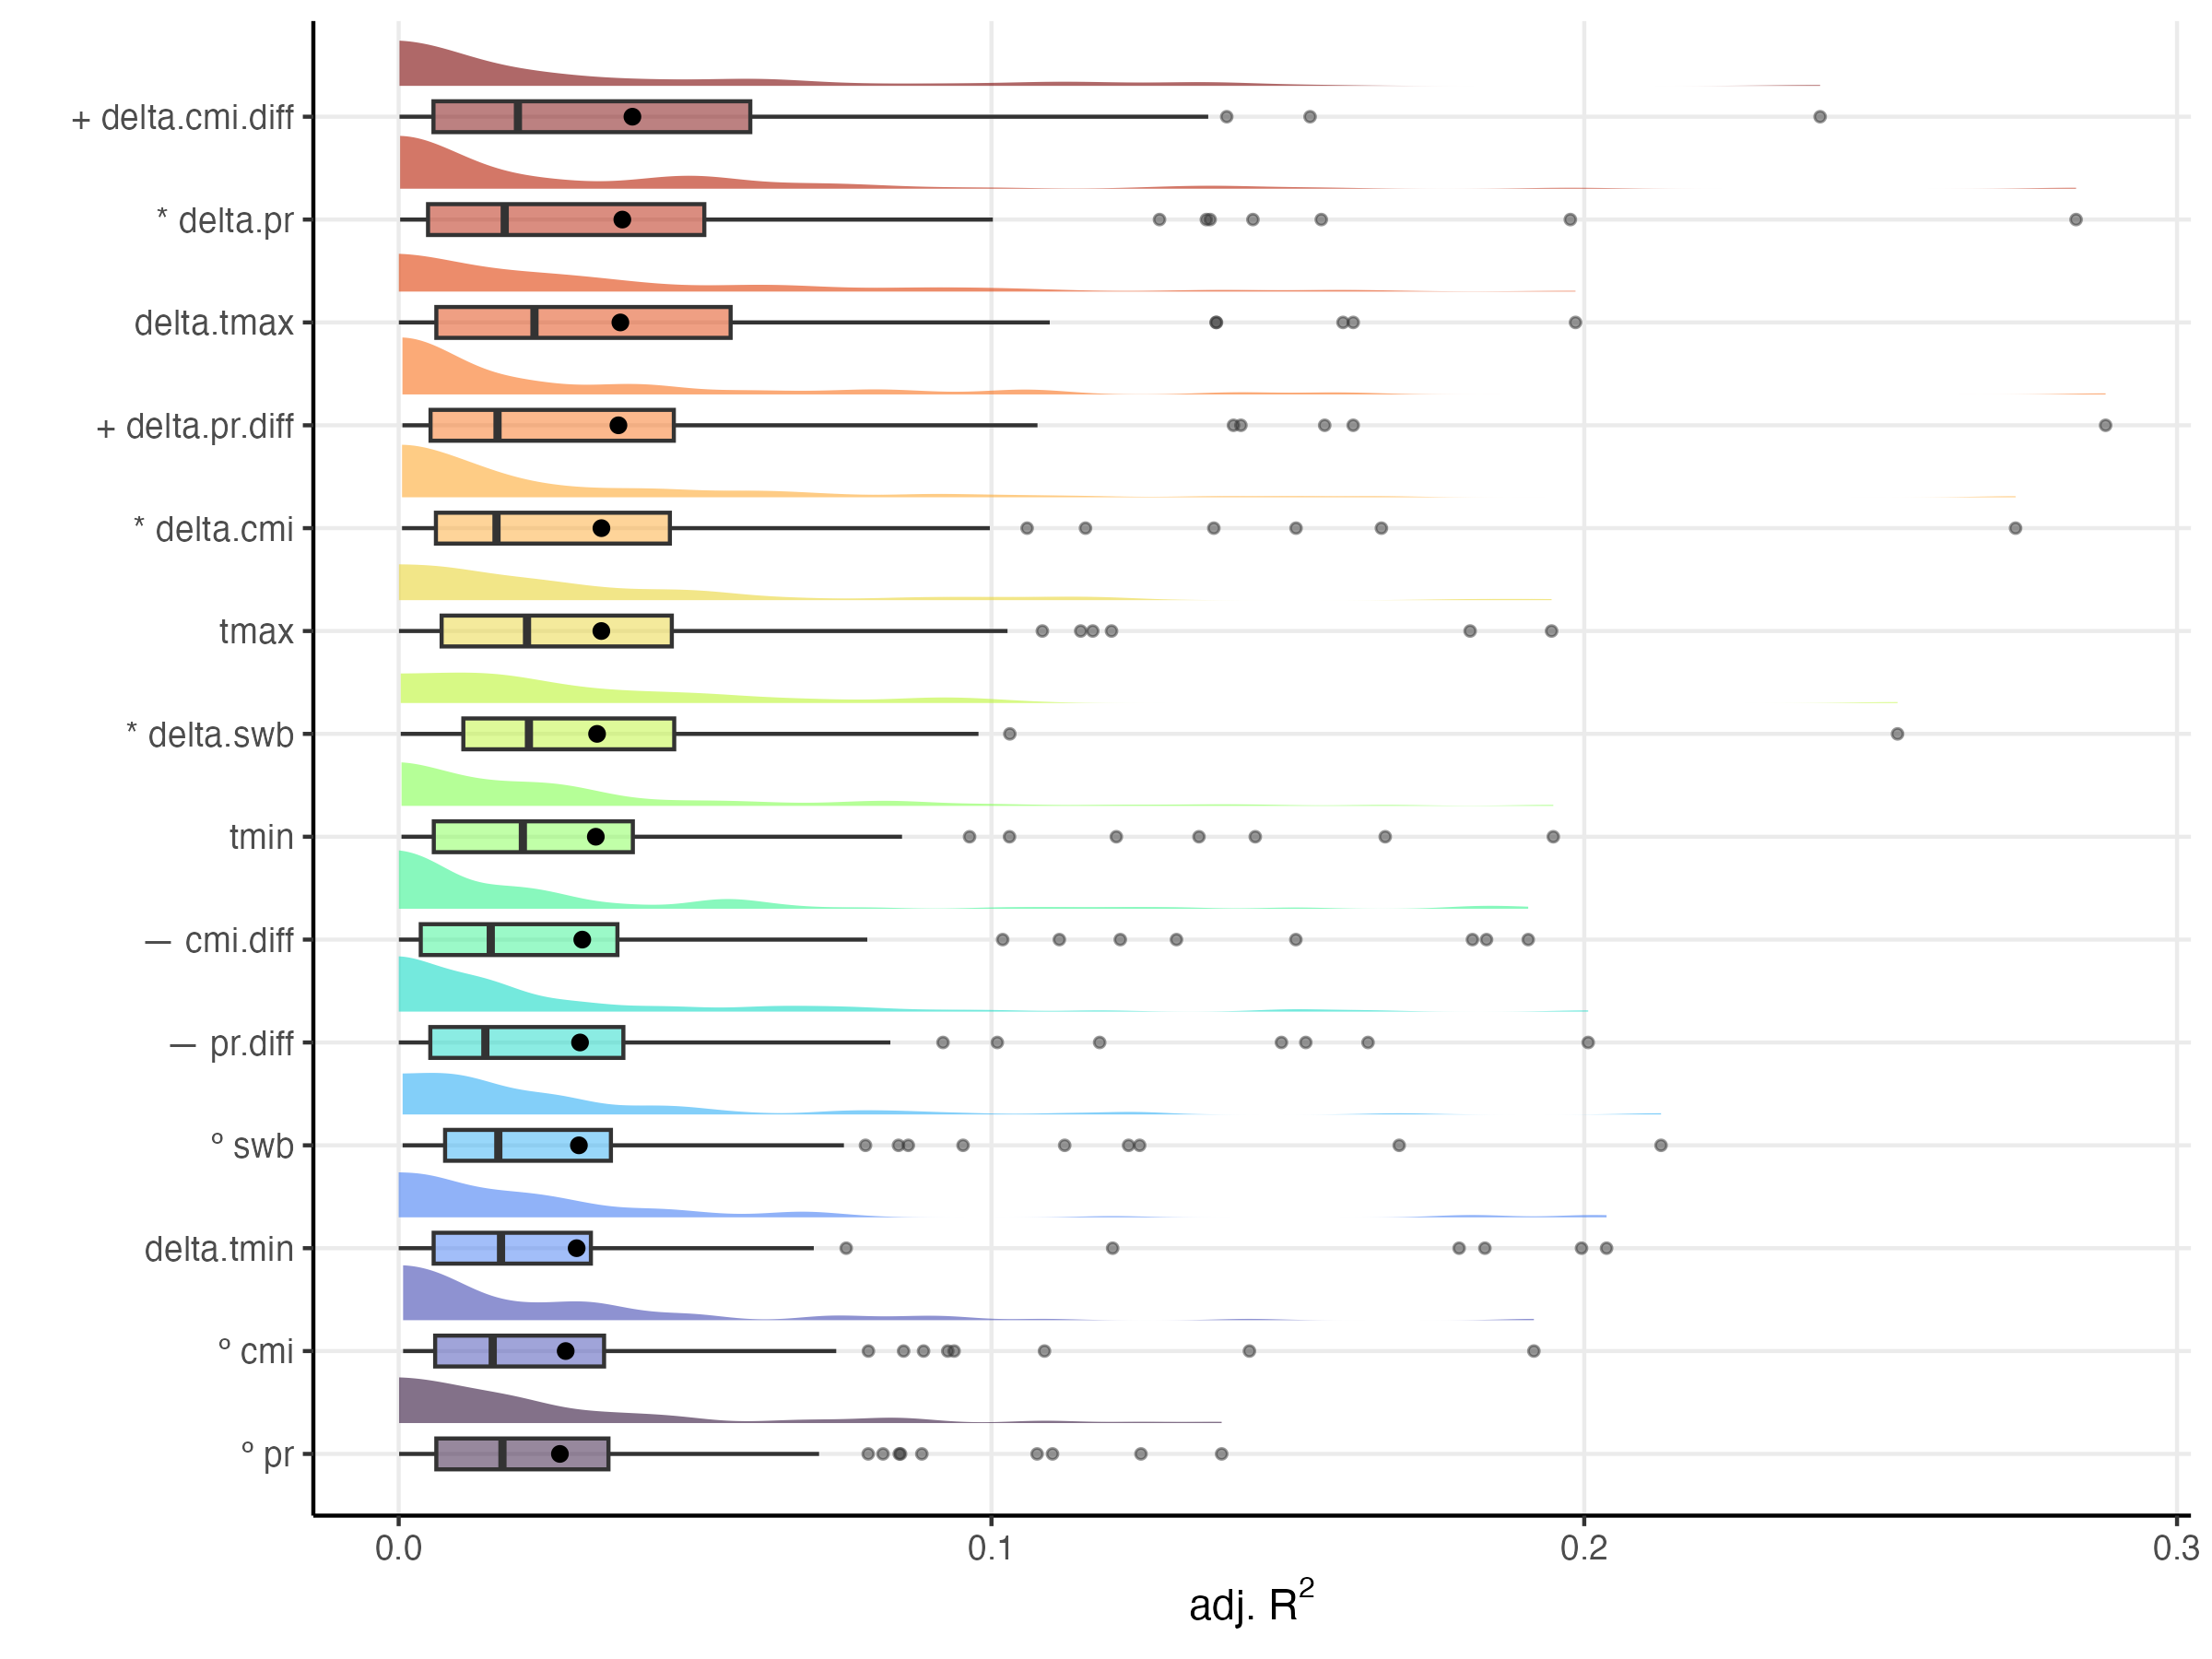 + delta.cmi.diff
* delta.pr
delta.tmax
+ delta.pr.diff
* delta.cmi
tmax
* delta.swb
tmin
— cmi.diff
— pr.diff
° swb
delta.tmin
° cmi
° pr
0.0 0.1 0.2 0.3
adj. R²